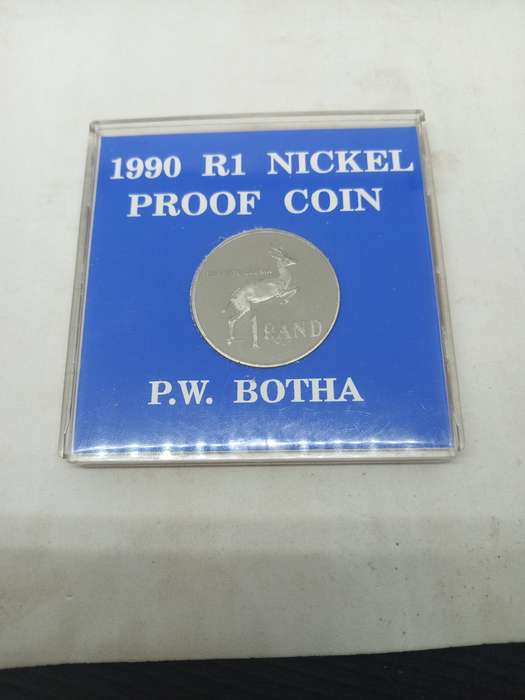 1990 R1 NICKEL
PROOF COIN
1 RAND
P.W. BOTHA